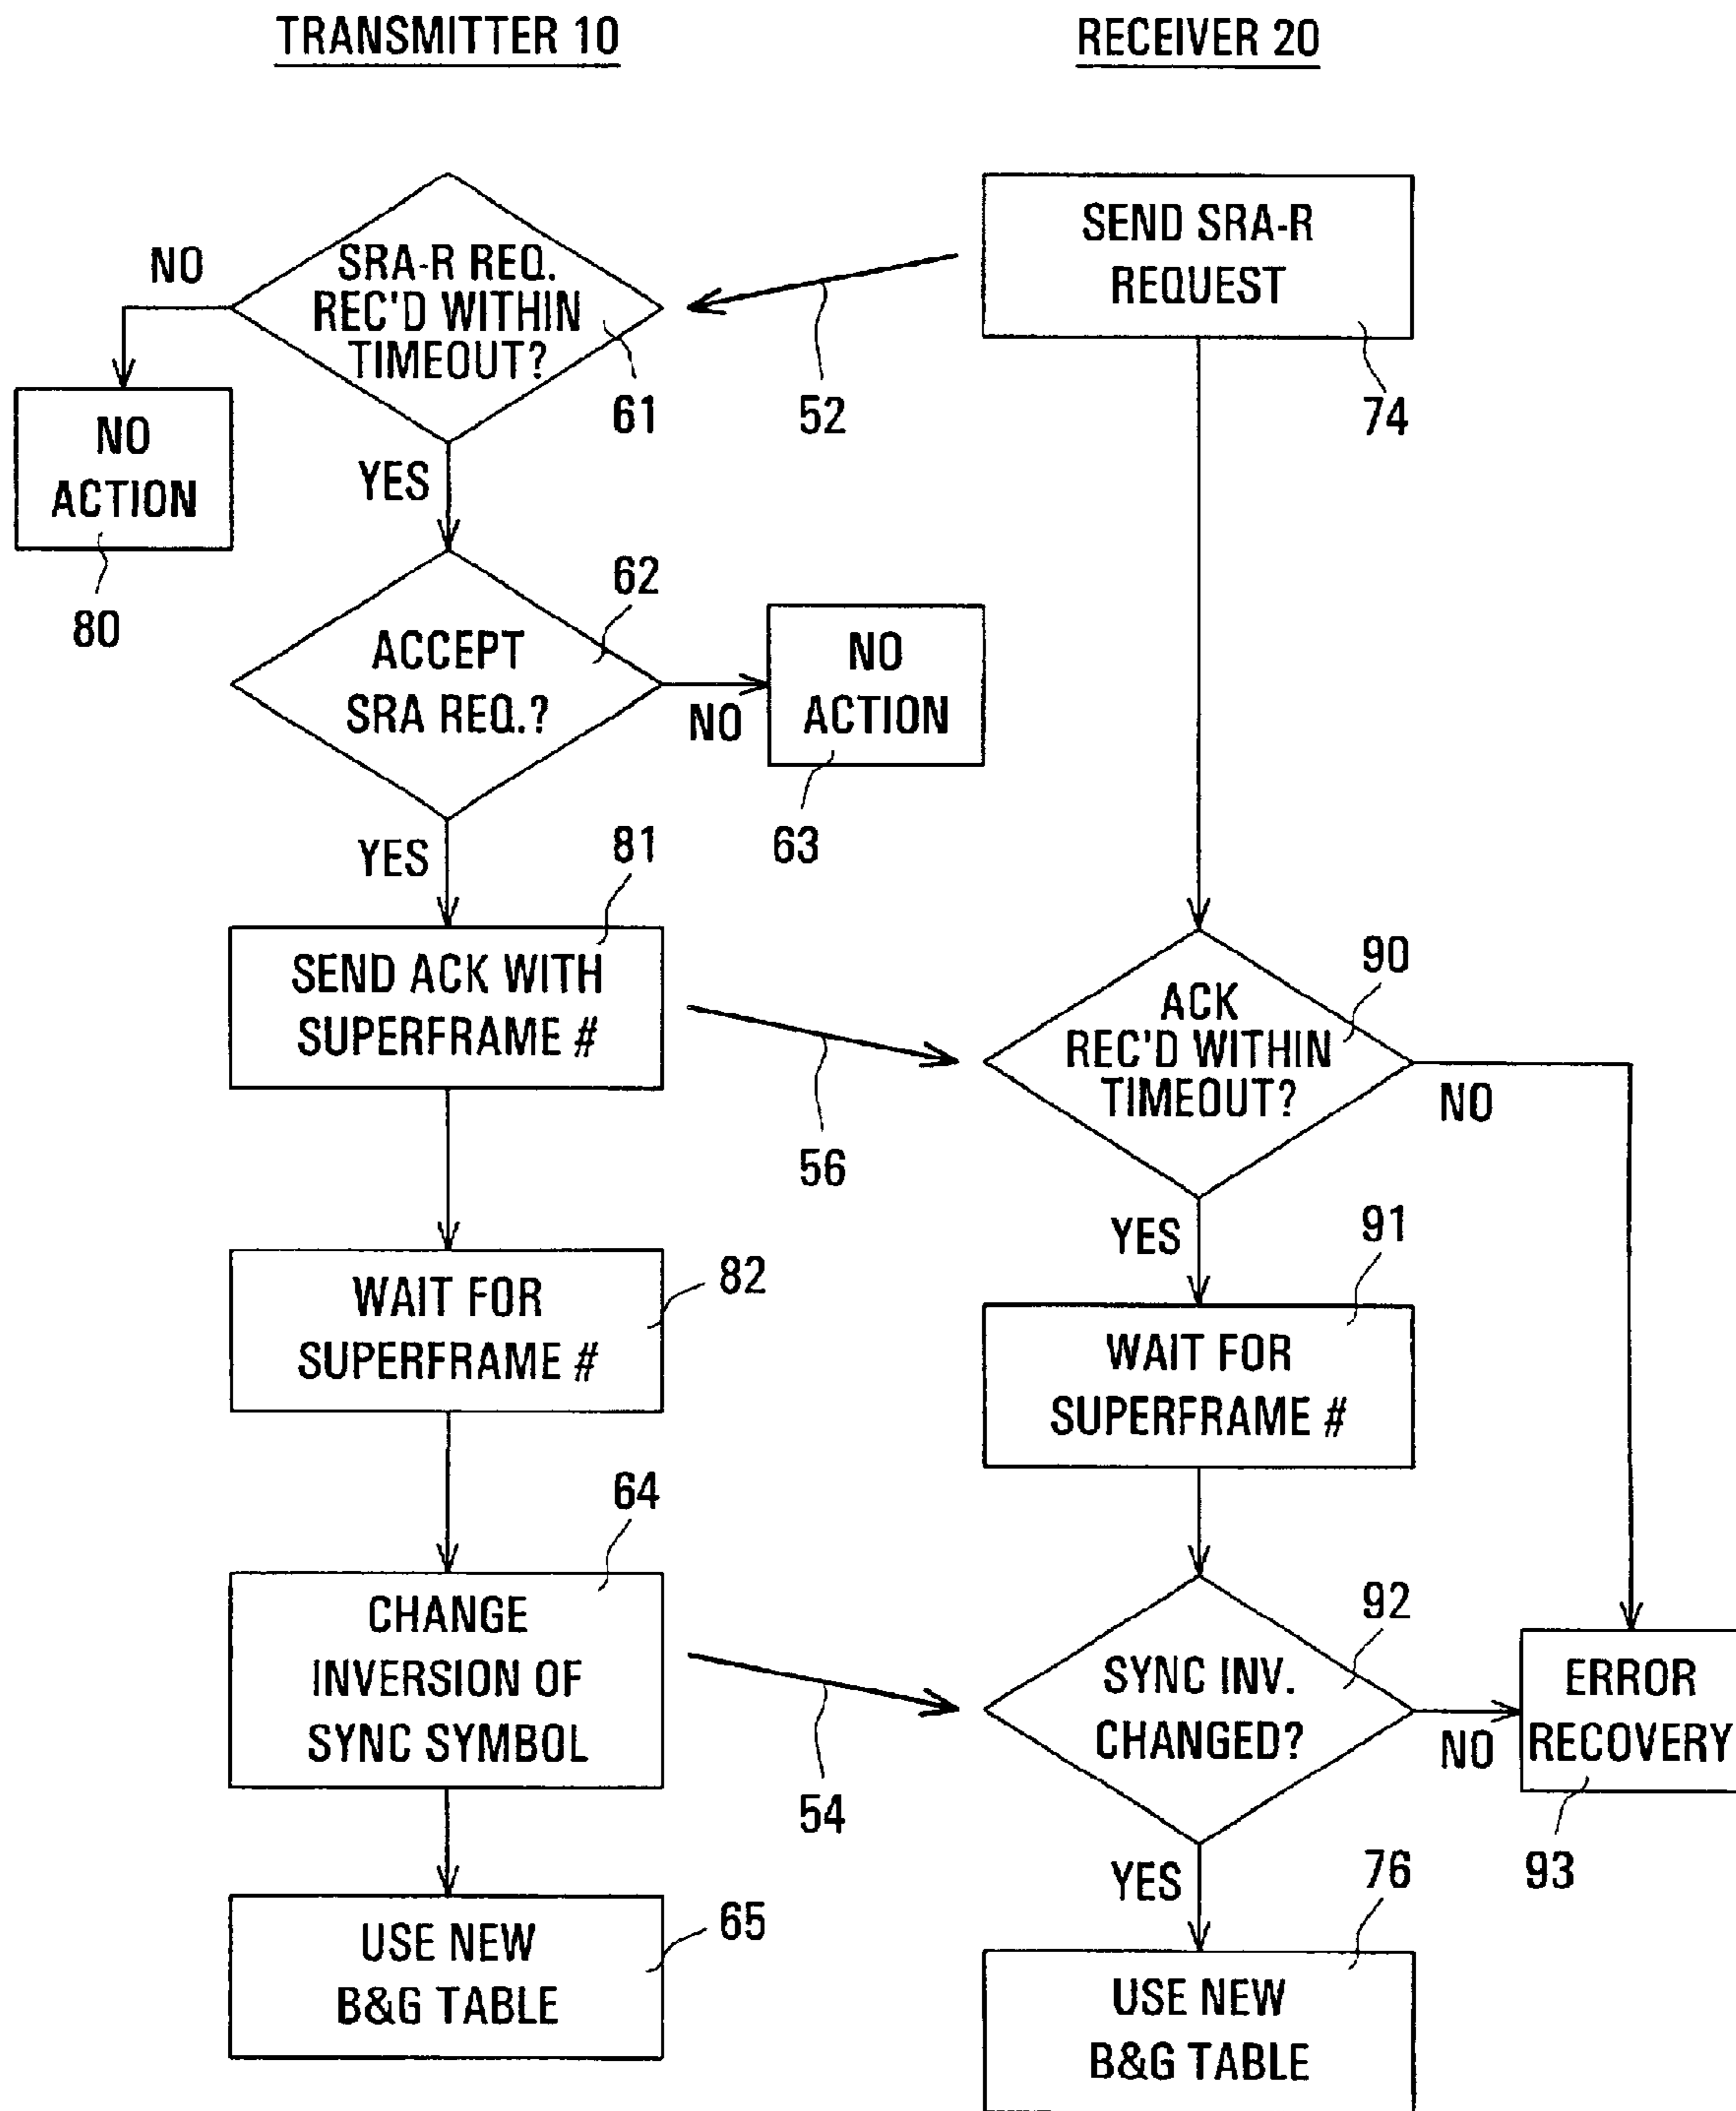 TRANSMITTER 10
RECEIVER 20
SRA-R REQ.
REC'D WITHIN
TIMEOUT?
61
NO
YES
52
SEND SRA-R
REQUEST
74
NO
ACTION
80
ACCEPT
SRA REQ.?
62
NO
YES
NO
ACTION
63
SEND ACK WITH
SUPERFRAME #
81
56
ACK
REC'D WITHIN
TIMEOUT?
90
NO
YES
WAIT FOR
SUPERFRAME #
82
WAIT FOR
SUPERFRAME #
91
CHANGE
INVERSION OF
SYNC SYMBOL
64
54
SYNC INV.
CHANGED?
92
NO
YES
ERROR
RECOVERY
93
USE NEW
B&G TABLE
65
USE NEW
B&G TABLE
76